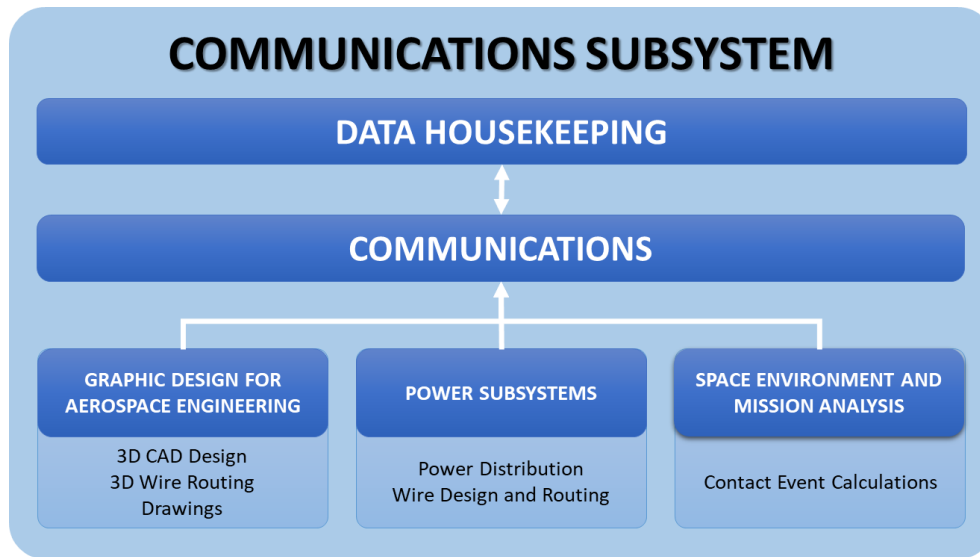 COMMUNICATIONS SUBSYSTEM
DATA HOUSEKEEPING
COMMUNICATIONS
GRAPHIC DESIGN FOR
AEROSPACE ENGINEERING
3D CAD Design
3D Wire Routing
Drawings
POWER SUBSYSTEMS
Power Distribution
Wire Design and Routing
SPACE ENVIRONMENT AND
MISSION ANALYSIS
Contact Event Calculations